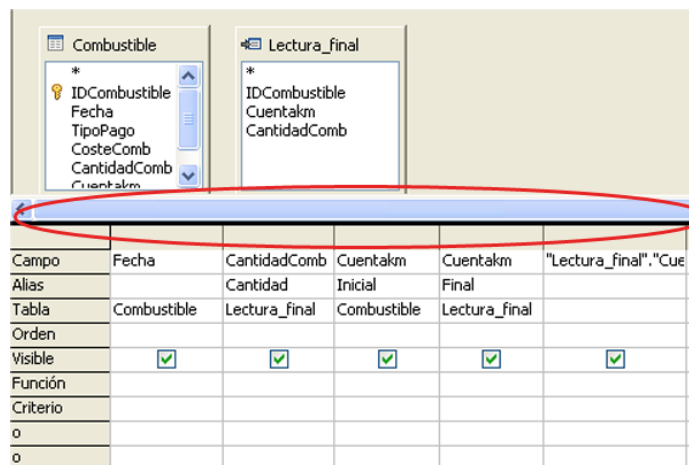 Combustible
*
IDCombustible
Fecha
TipoPago
CosteComb
CantidadComb
Cuentakm
Lectura_final
*
IDCombustible
Cuentakm
CantidadComb
Campo Fecha CantidadComb Cuentakm Cuentakm "Lectura_final"."Cue
Alias Cantidad Inicial Final
Tabla Combustible Lectura_final Combustible Lectura_final
Orden
Visible
Función
Criterio
o
o